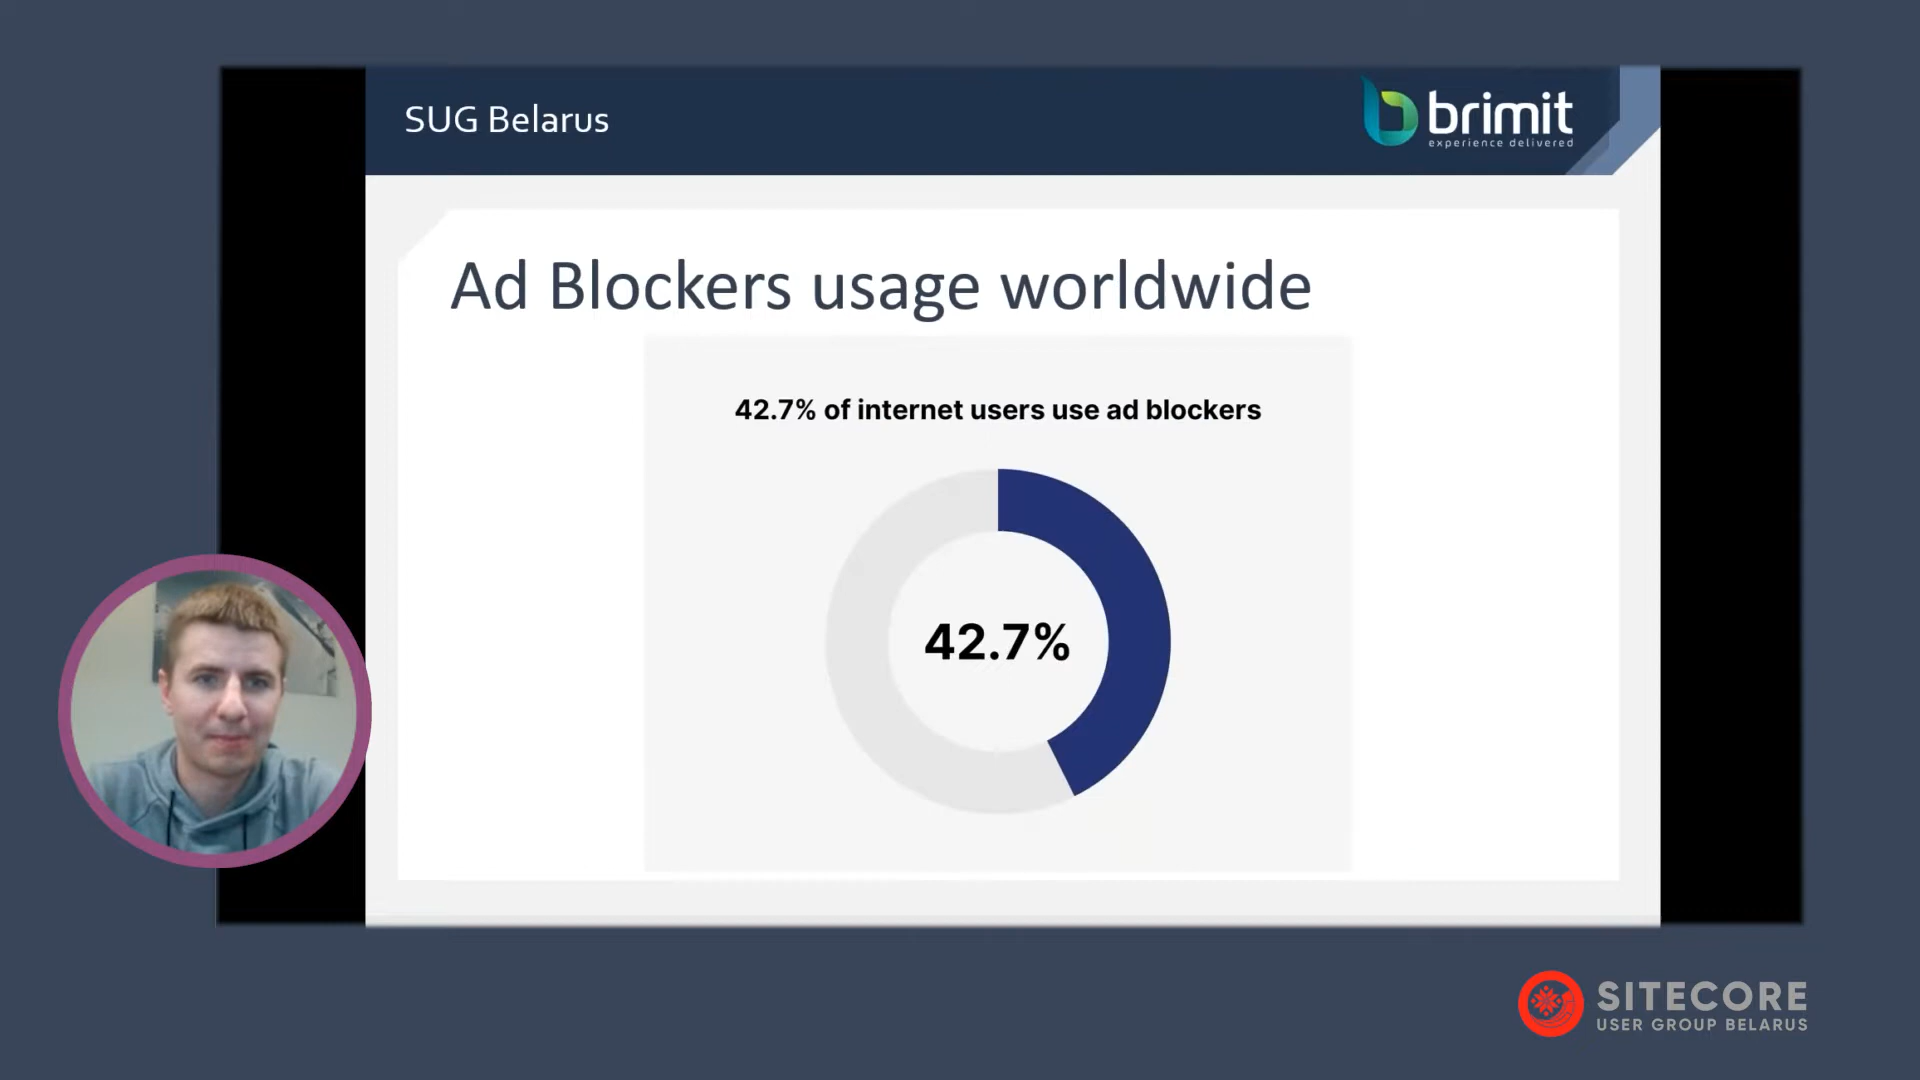 SUG Belarus
brimit
experience delivered
Ad Blockers usage worldwide
42.7% of internet users use ad blockers
42.7%
SITECORE
USER GROUP BELARUS